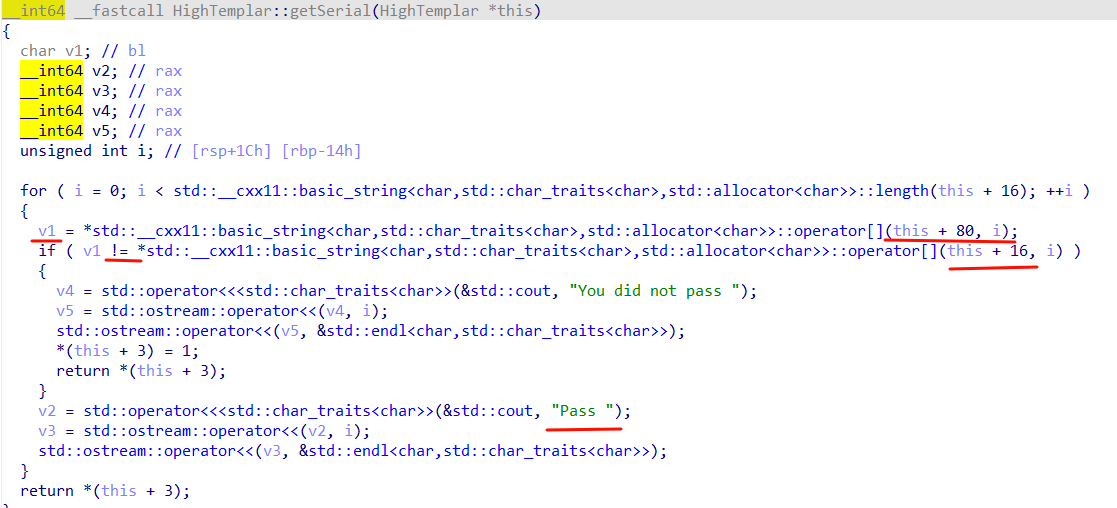 __int64 __fastcall HighTemplar::getSerial(HighTemplar *this)
{
  char v1; // bl
  __int64 v2; // rax
  __int64 v3; // rax
  __int64 v4; // rax
  __int64 v5; // rax
  unsigned int i; // [rsp+1Ch] [rbp-14h]
  for ( i = 0; i < std::__cxx11::basic_string<char,std::char_traits<char>,std::allocator<char>>::length(this + 16); ++i )
  {
    v1 = *std::__cxx11::basic_string<char,std::char_traits<char>,std::allocator<char>>::operator[](this + 80, i);
    if ( v1 != *std::__cxx11::basic_string<char,std::char_traits<char>,std::allocator<char>>::operator[](this + 16, i) )
    {
      v4 = std::operator<<<std::char_traits<char>>(&std::cout, "You did not pass ");
      v5 = std::ostream::operator<<(v4, i);
      std::ostream::operator<<(v5, &std::endl<char,std::char_traits<char>>);
      *(this + 3) = 1;
      return *(this + 3);
    }
    v2 = std::operator<<<std::char_traits<char>>(&std::cout, "Pass ");
    v3 = std::ostream::operator<<(v2, i);
    std::ostream::operator<<(v3, &std::endl<char,std::char_traits<char>>);
  }
  return *(this + 3);